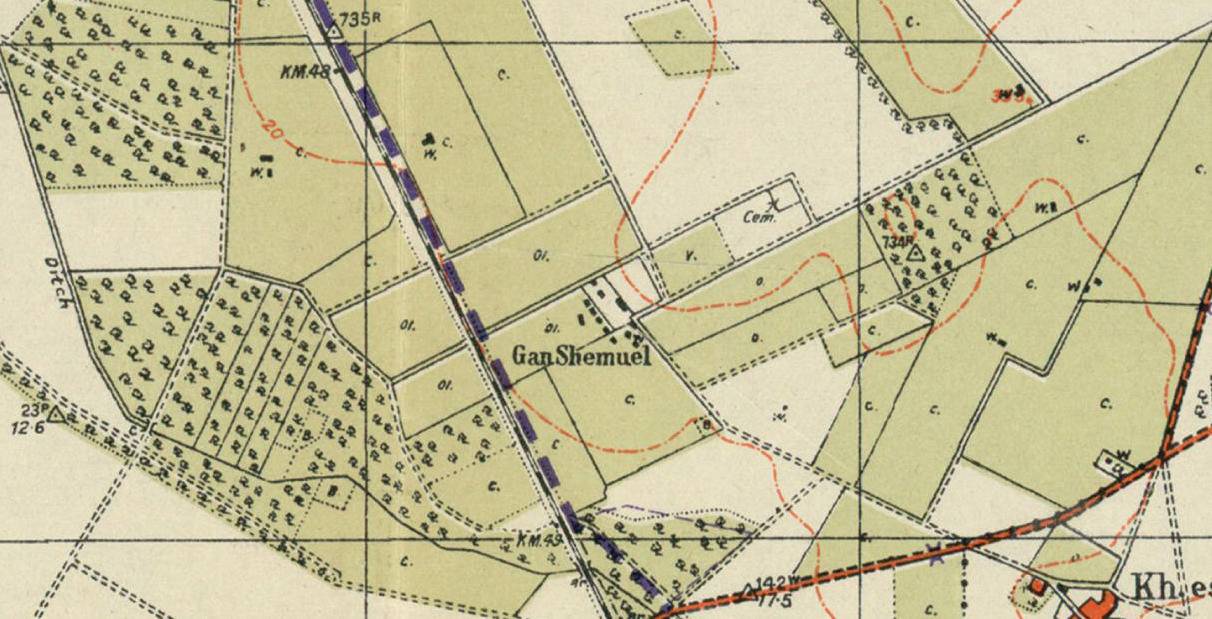 c.
735R
c.
c.
KM.48
c.
W
20
W. c.
c.
c.
W.
c.
Cem.
W.
734R
Ol.
V.
c.
O.
c.
W
Ditch
Ol.
Ol.
c.
O.
W
Gan Shemuel
Ol.
c.
c.
c.
c.
23P
12.6
c
B
W
c.
B
KM.49
c.
c.
142W
17.5
Kh. es
c.